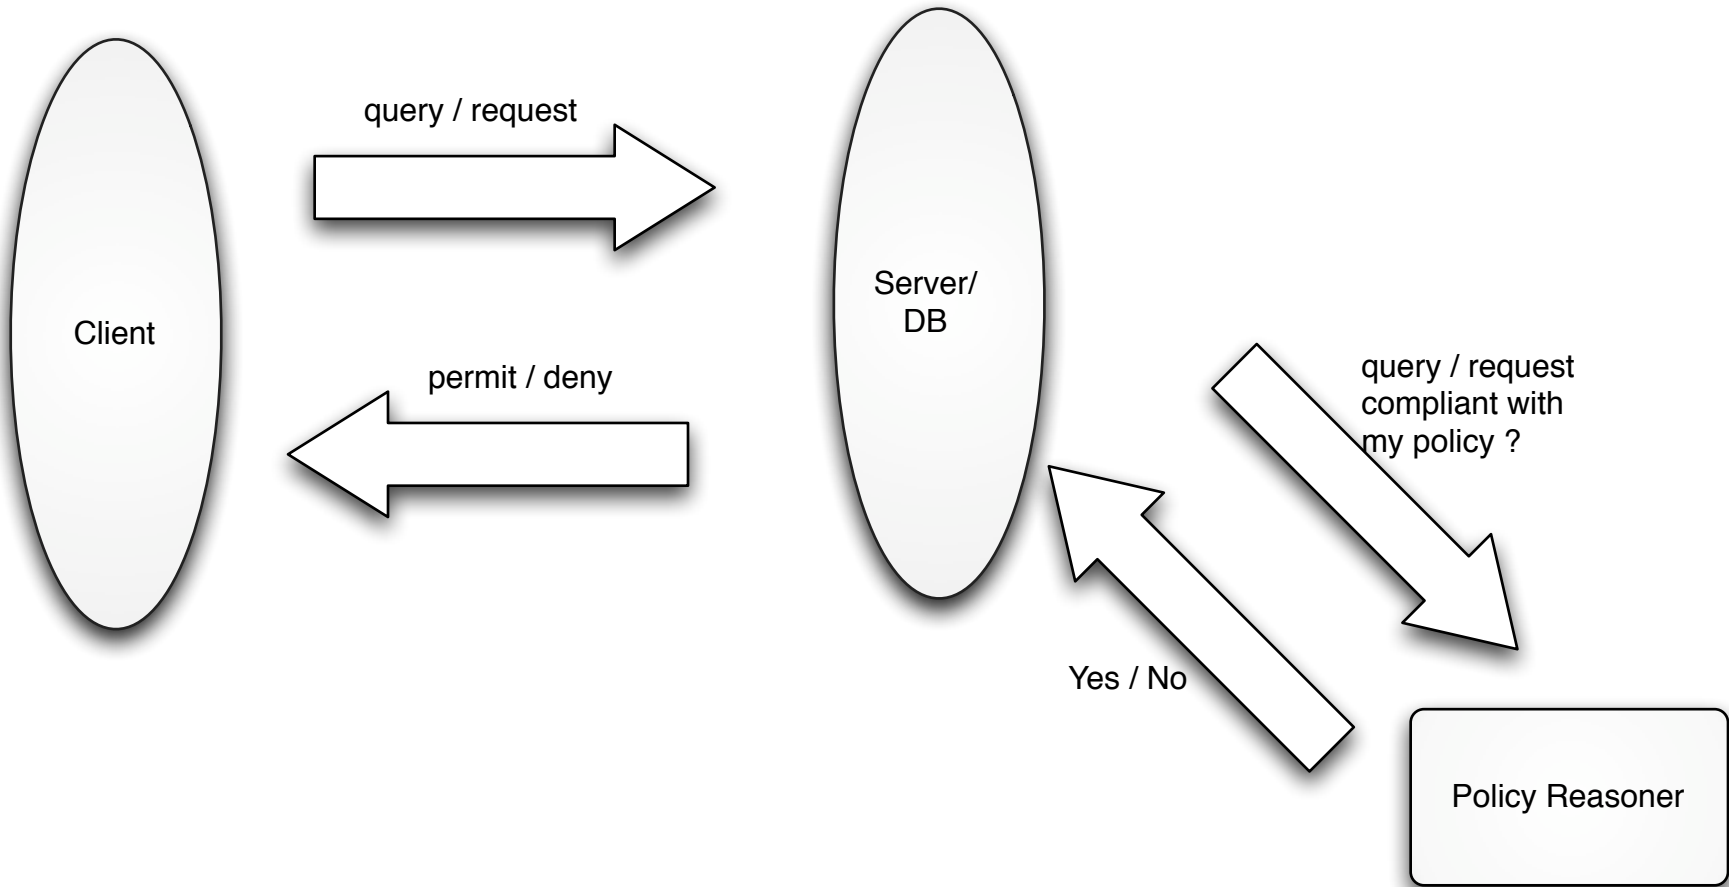 query / request
Client
permit / deny
Server/
DB
query / request
compliant with
my policy ?
Yes / No
Policy Reasoner